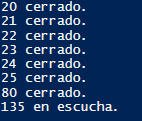 20 cerrado.
21 cerrado.
22 cerrado.
23 cerrado.
24 cerrado.
25 cerrado.
80 cerrado.
135 en escucha.